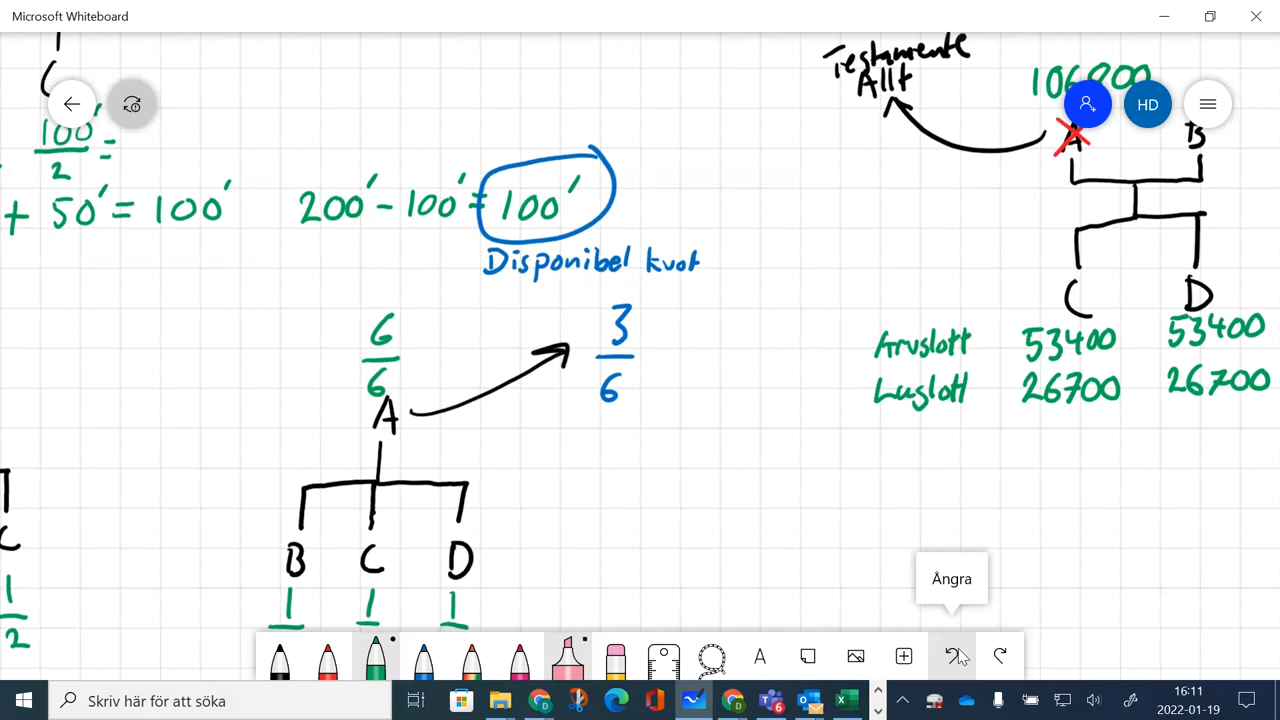 Microsoft Whiteboard
C
100'
2
=
+ 50' = 100'
200' - 100' = 100'
Disponibel kvot
6
6
3
6
A
B C D
1 1 1
C
1
2
Testamente
Allt
HD
A B
C D
Arvslott 53400 53400
Laglott 26700 26700
Ångra
A
Skriv här för att söka
16:11
2022-01-19